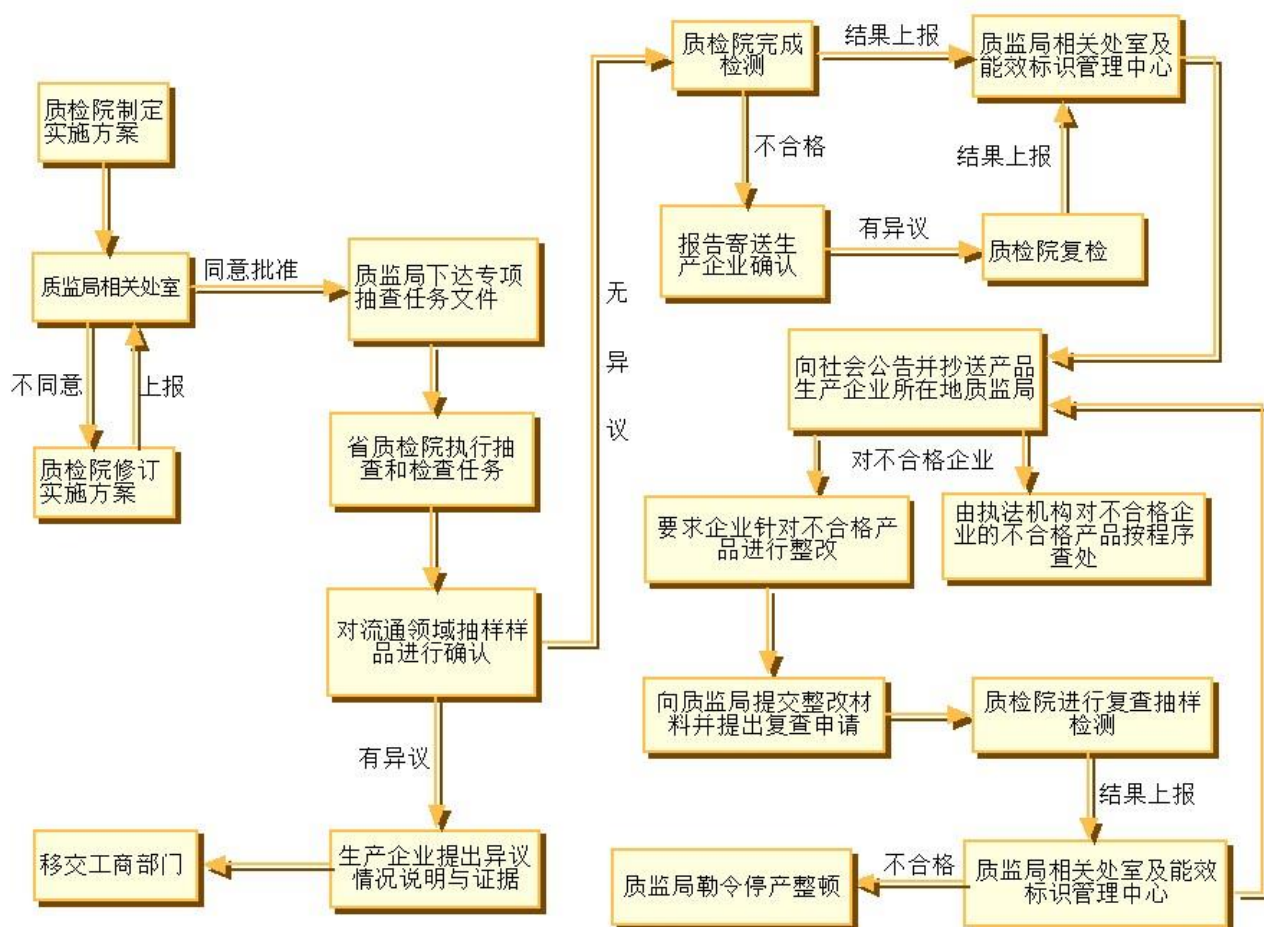 质检院制定
实施方案
质监局相关处室
同意批准
不同意
上报
质检院修订
实施方案
质监局下达专项
抽查任务文件
省质检院执行抽
查和检查任务
对流通领域抽样样
品进行确认
有异议
生产企业提出异议
情况说明与证据
移交工商部门
无
异
议
质检院完成
检测
结果上报
质监局相关处室及
能效标识管理中心
不合格
结果上报
报告寄送生
产企业确认
有异议
质检院复检
向社会公告并抄送产品
生产企业所在地质监局
对不合格企业
要求企业针对不合格产
品进行整改
由执法机构对不合格企
业的不合格产品按程序
查处
向质监局提交整改材
料并提出复查申请
质检院进行复查抽样
检测
结果上报
质监局相关处室及能效
标识管理中心
不合格
质监局勒令停产整顿